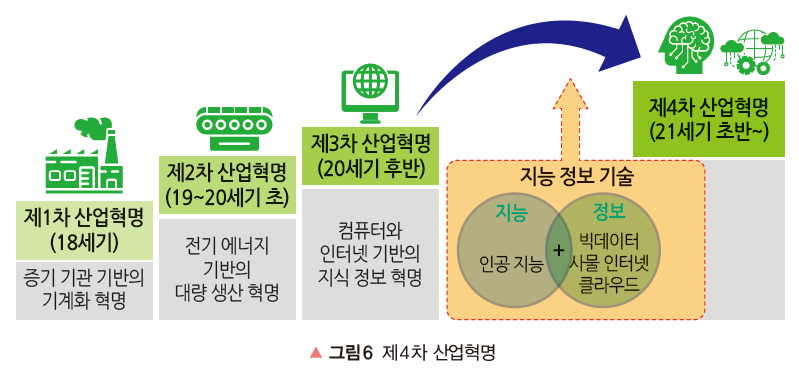 제1차 산업혁명
(18세기)
증기 기관 기반의
기계화 혁명
제2차 산업혁명
(19~20세기 초)
전기 에너지
기반의
대량 생산 혁명
제3차 산업혁명
(20세기 후반)
컴퓨터와
인터넷 기반의
지식 정보 혁명
지능 정보 기술
지능
인공 지능
+
정보
빅데이터
사물 인터넷
클라우드
제4차 산업혁명
(21세기 초반~)
▲ 그림6 제4차 산업혁명